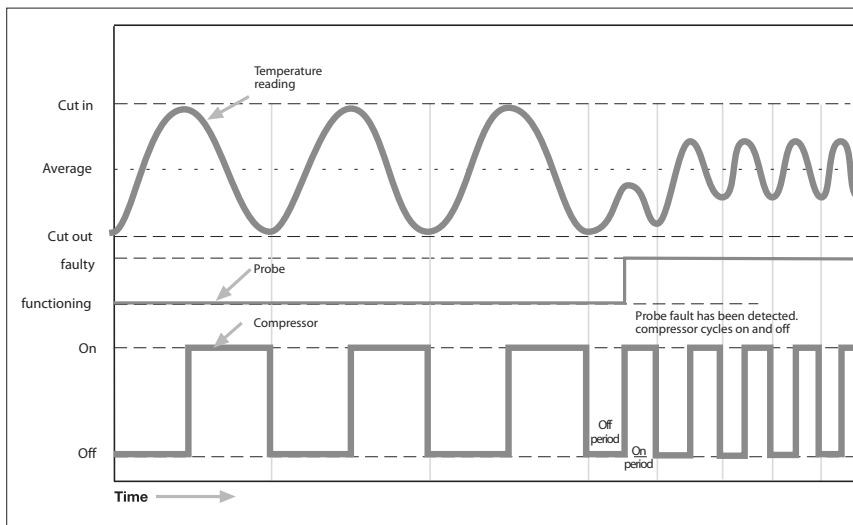 Temperature
reading
Cut in
Average
Cut out
faulty
Probe
functioning
Probe fault has been detected.
compressor cycles on and off
Compressor
On
Off
period
On
period
Off
Time